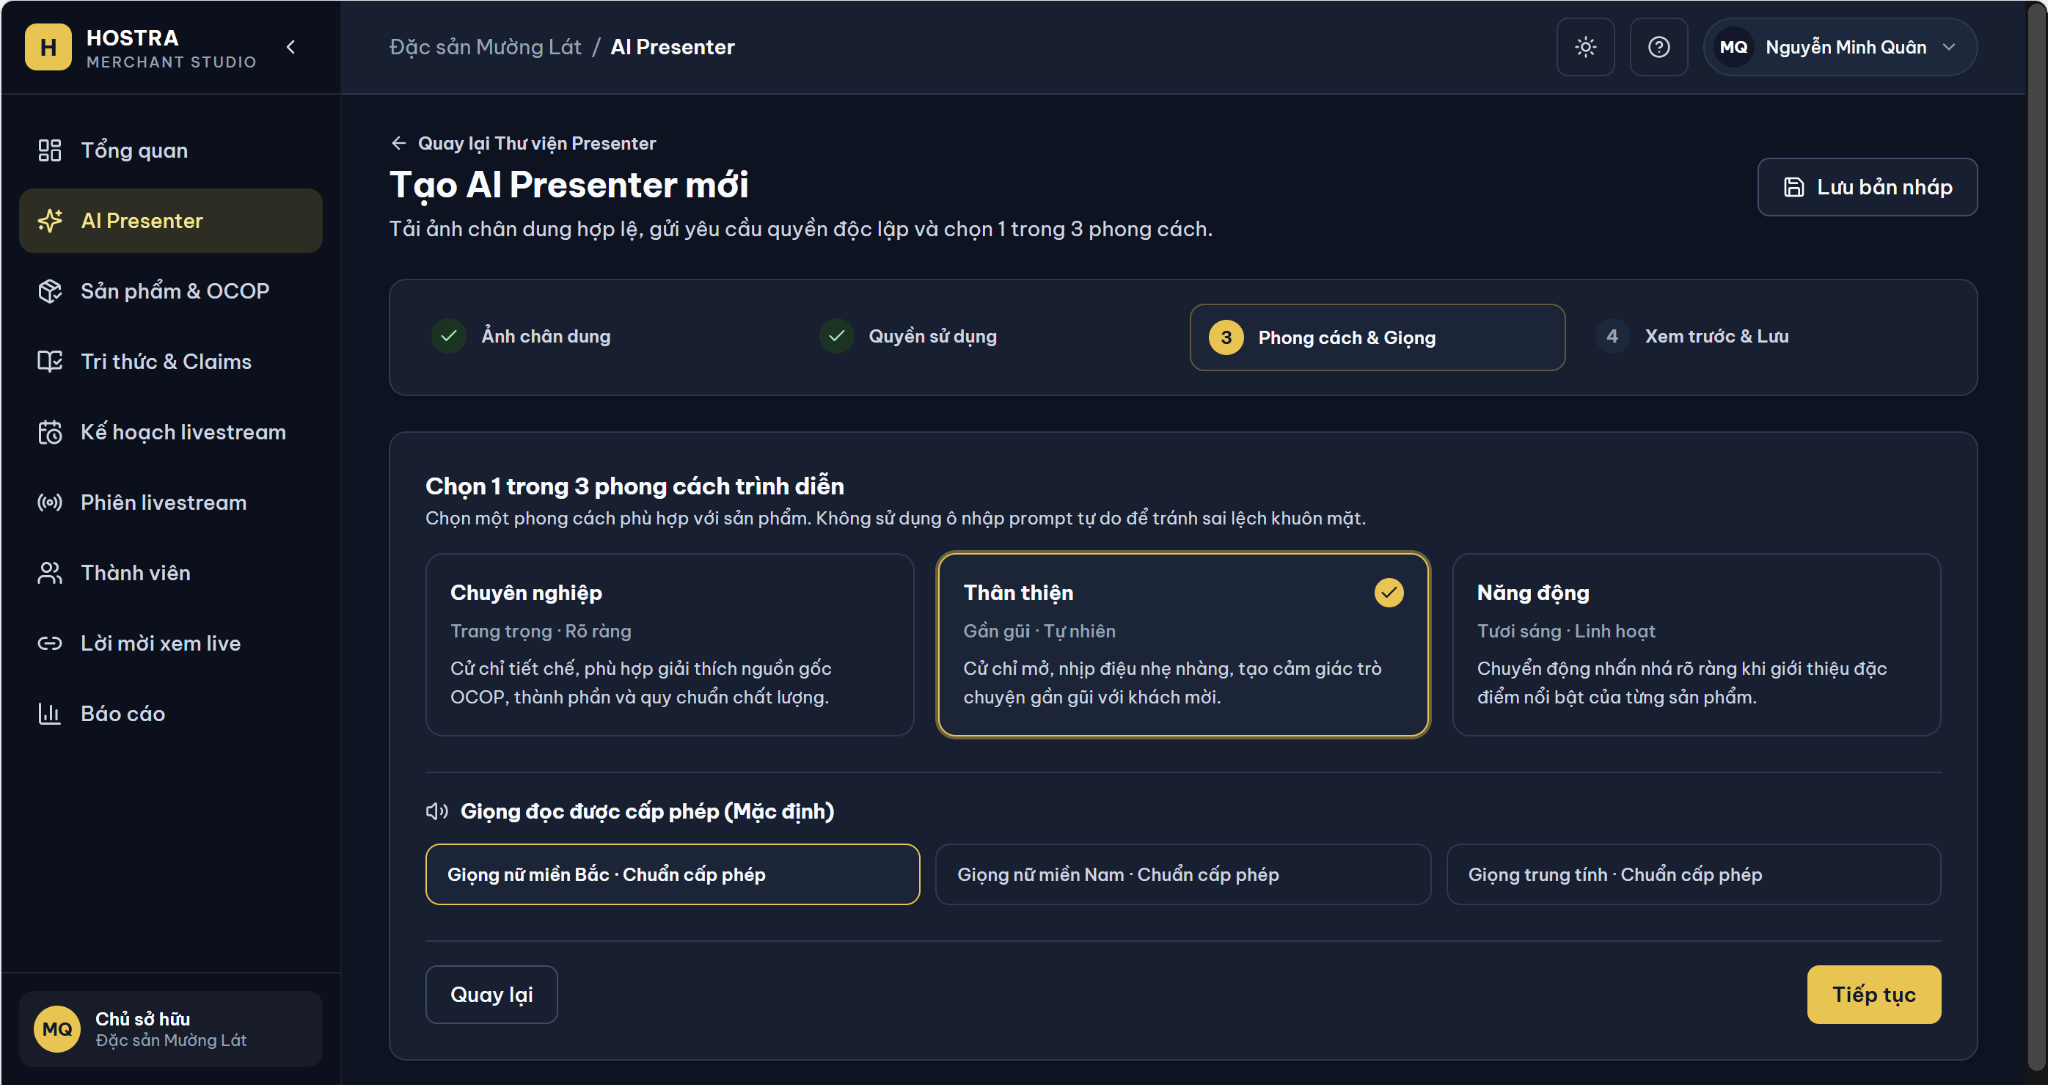 H
HOSTRA
MERCHANT STUDIO
Đặc sản Mường Lát / AI Presenter
MQ Nguyễn Minh Quân
Tổng quan
AI Presenter
Sản phẩm & OCOP
Tri thức & Claims
Kế hoạch livestream
Phiên livestream
Thành viên
Lời mời xem live
Báo cáo
MQ
Chủ sở hữu
Đặc sản Mường Lát
Quay lại Thư viện Presenter
Tạo AI Presenter mới
Tải ảnh chân dung hợp lệ, gửi yêu cầu quyền độc lập và chọn 1 trong 3 phong cách.
Lưu bản nháp
Ảnh chân dung
Quyền sử dụng
3 Phong cách & Giọng
4 Xem trước & Lưu
Chọn 1 trong 3 phong cách trình diễn
Chọn một phong cách phù hợp với sản phẩm. Không sử dụng ô nhập prompt tự do để tránh sai lệch khuôn mặt.
Chuyên nghiệp
Trang trọng · Rõ ràng
Cử chỉ tiết chế, phù hợp giải thích nguồn gốc
OCOP, thành phần và quy chuẩn chất lượng.
Thân thiện
Gần gũi · Tự nhiên
Cử chỉ mở, nhịp điệu nhẹ nhàng, tạo cảm giác trò
chuyện gần gũi với khách mời.
Năng động
Tươi sáng · Linh hoạt
Chuyển động nhấn nhá rõ ràng khi giới thiệu đặc
điểm nổi bật của từng sản phẩm.
Giọng đọc được cấp phép (Mặc định)
Giọng nữ miền Bắc · Chuẩn cấp phép
Giọng nữ miền Nam · Chuẩn cấp phép
Giọng trung tính · Chuẩn cấp phép
Quay lại
Tiếp tục